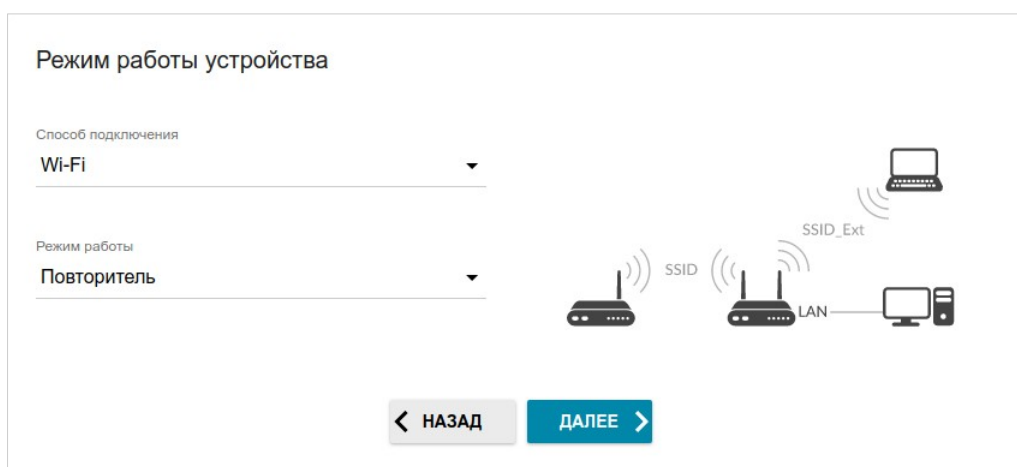 Режим работы устройства
Способ подключения
Wi-Fi
Режим работы
Повторитель
SSID
SSID_Ext
LAN
НАЗАД
ДАЛЕЕ